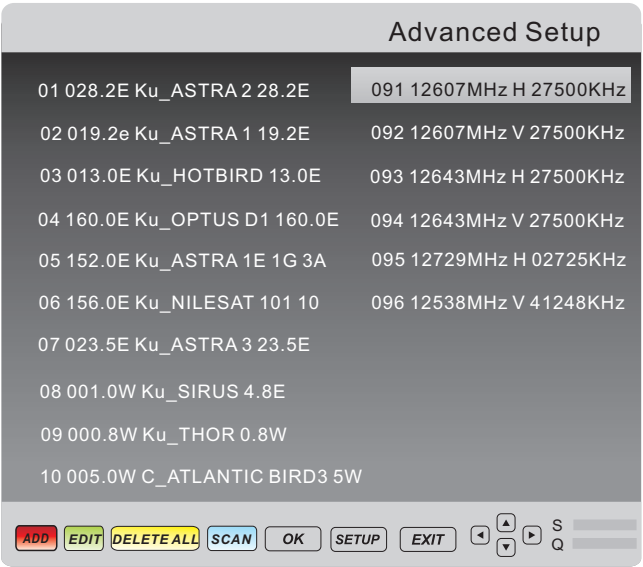 Advanced Setup
01 028.2E Ku_ASTRA 2 28.2E
02 019.2e Ku_ASTRA 1 19.2E
03 013.0E Ku_HOTBIRD 13.0E
04 160.0E Ku_OPTUS D1 160.0E
05 152.0E Ku_ASTRA 1E 1G 3A
06 156.0E Ku_NILESAT 101 10
07 023.5E Ku_ASTRA 3 23.5E
08 001.0W Ku_SIRUS 4.8E
09 000.8W Ku_THOR 0.8W
10 005.0W C_ATLANTIC BIRD3 5W
091 12607MHz H 27500KHz
092 12607MHz V 27500KHz
093 12643MHz H 27500KHz
094 12643MHz V 27500KHz
095 12729MHz H 02725KHz
096 12538MHz V 41248KHz
ADD EDIT DELETE ALL SCAN OK SETUP EXIT
S
Q